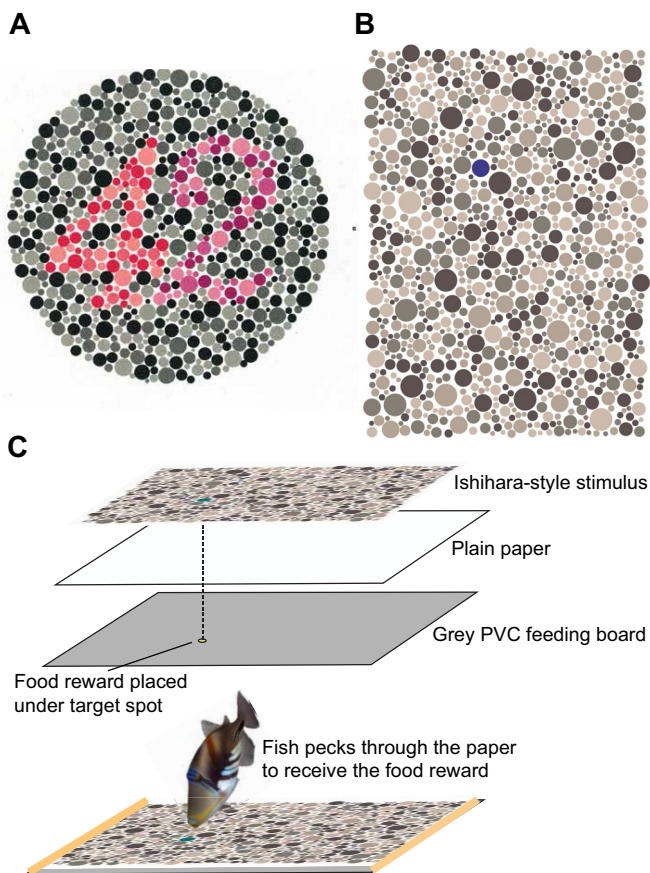 A
B
42
C
Ishihara-style stimulus
Plain paper
Grey PVC feeding board
Food reward placed
under target spot
Fish pecks through the paper
to receive the food reward